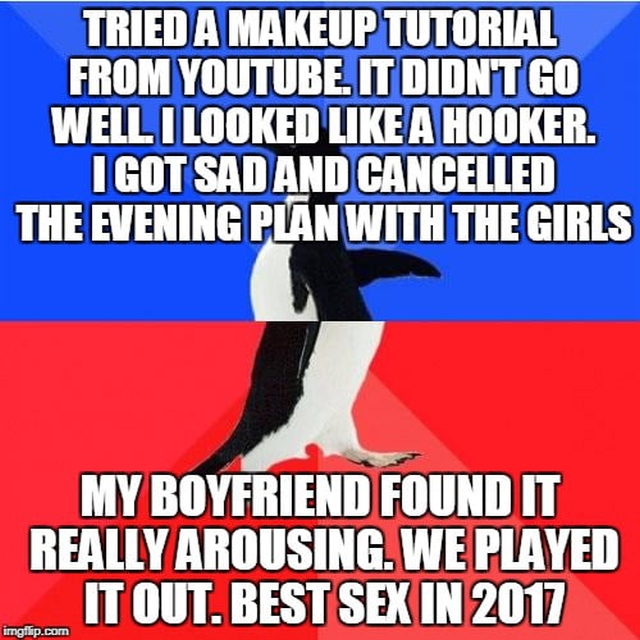 TRIED A MAKEUP TUTORIAL
FROM YOUTUBE. IT DIDN'T GO
WELL. I LOOKED LIKE A HOOKER.
I GOT SAD AND CANCELLED
THE EVENING PLAN WITH THE GIRLS
MY BOYFRIEND FOUND IT
REALLY AROUSING. WE PLAYED
IT OUT. BEST SEX IN 2017
imgflip.com